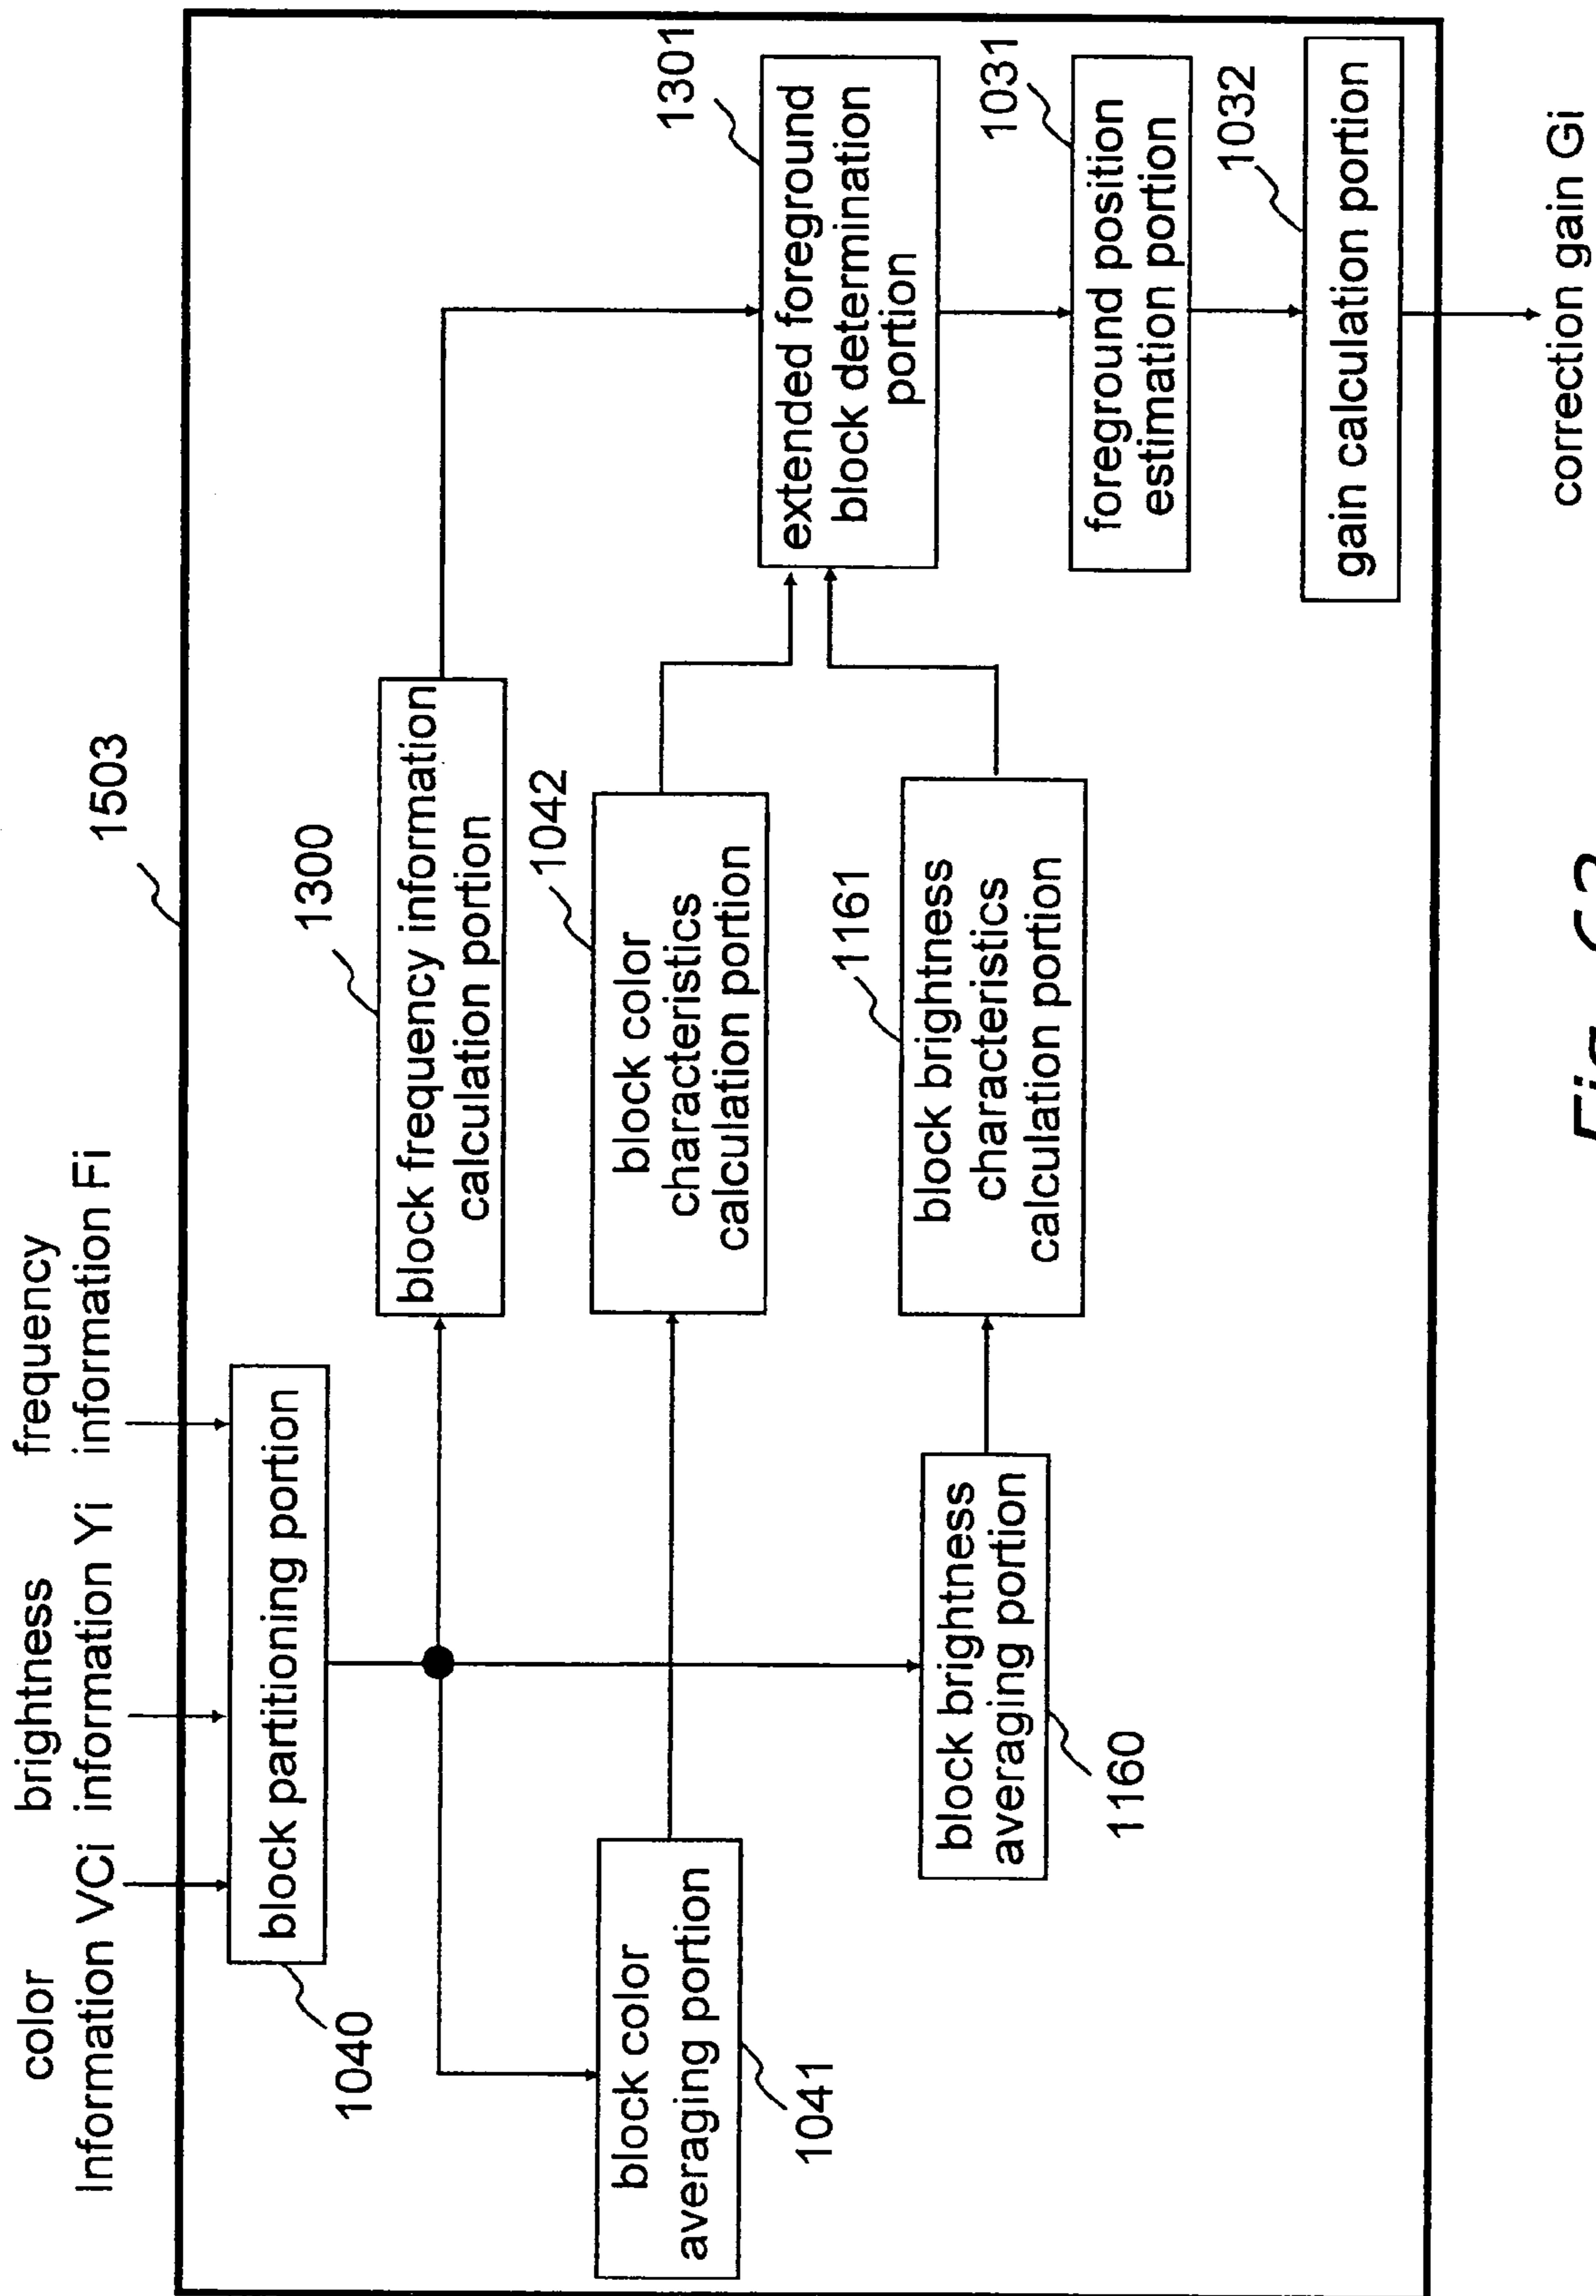 color
Information VCi
brightness
information Yi
frequency
information Fi
1503
block partitioning portion
1040
1300
block frequency information
calculation portion
block color
averaging portion
1041
1042
block color
characteristics
calculation portion
block brightness
averaging portion
1160
1161
block brightness
characteristics
calculation portion
1301
extended foreground
block determination
portion
1031
foreground position
estimation portion
1032
gain calculation portion
correction gain Gi